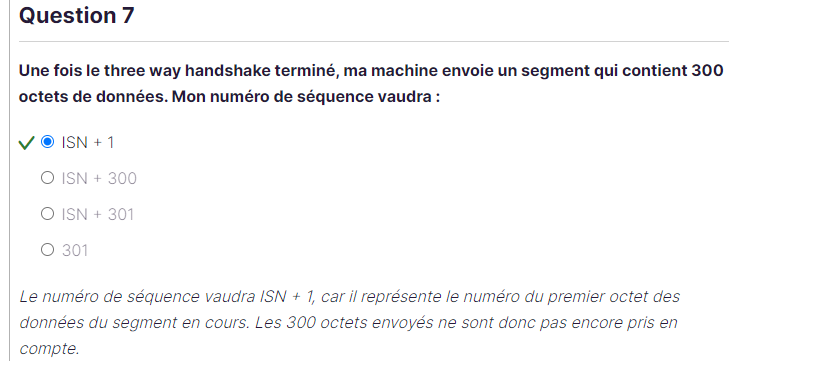 Question 7
Une fois le three way handshake terminé, ma machine envoie un segment qui contient 300
octets de données. Mon numéro de séquence vaudra :
ISN + 1
ISN + 300
ISN + 301
301
Le numéro de séquence vaudra ISN + 1, car il représente le numéro du premier octet des
données du segment en cours. Les 300 octets envoyés ne sont donc pas encore pris en
compte.